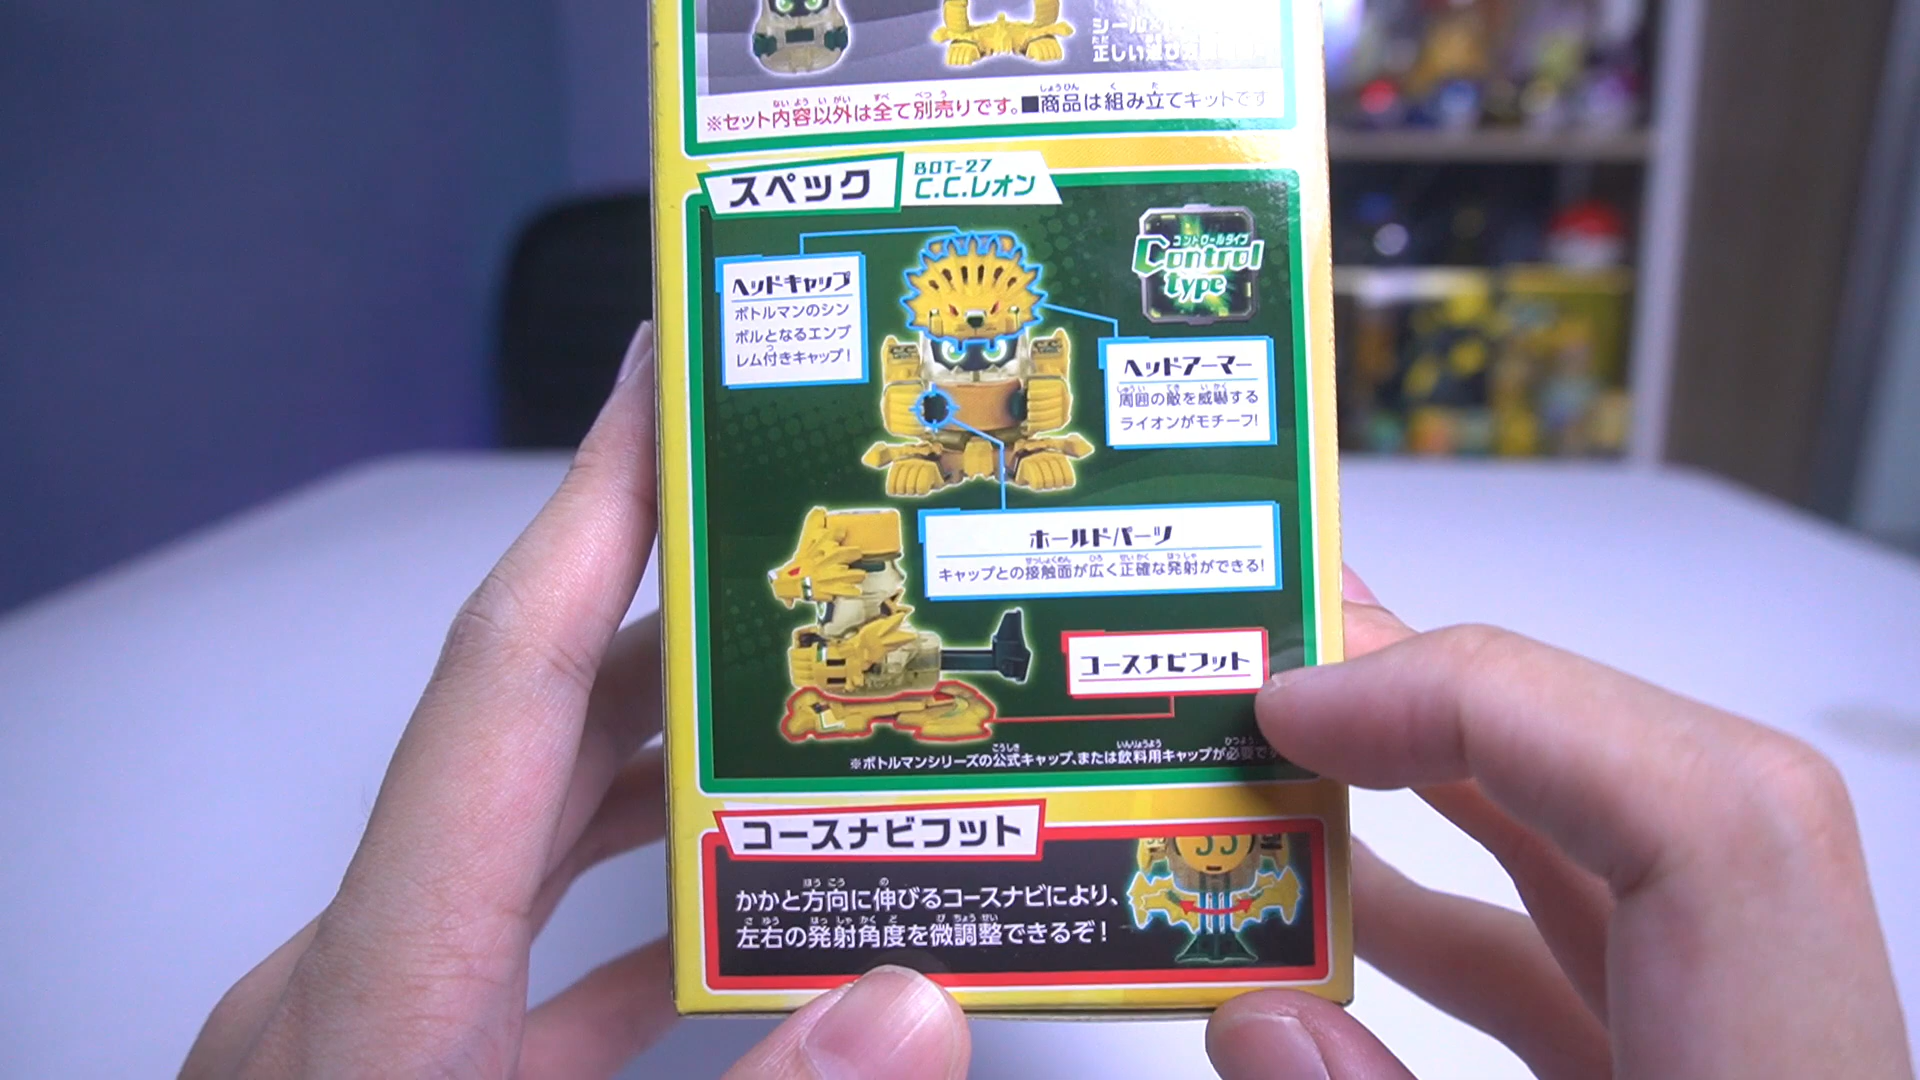 シール
正しい遊び
※セット内容以外は全て別売りです。■商品は組み立てキットです
スペック
BOT-27
C.C.レオン
コントロールタイプ
Control
type
ヘッドキャップ
ボトルマンのシン
ボルとなるエンブ
レム付きキャップ!
ヘッドアーマー
周囲の敵を威嚇する
ライオンがモチーフ!
ホールドパーツ
キャップとの接触面が広く正確な発射ができる!
コースナビフット
※ボトルマンシリーズの公式キャップ、または飲料用キャップが必要で
コースナビフット
かかと方向に伸びるコースナビにより、
左右の発射角度を微調整できるぞ!